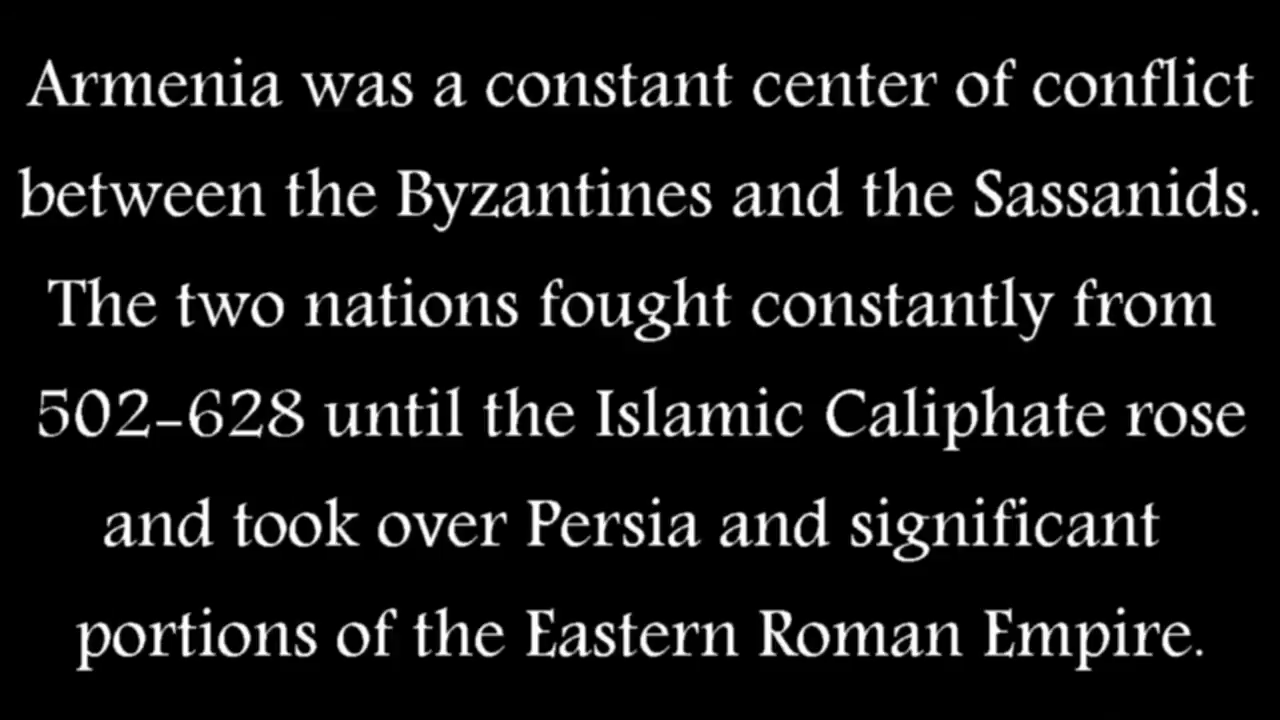 Armenia was a constant center of conflict
between the Byzantines and the Sassanids.
The two nations fought constantly from
502-628 until the Islamic Caliphate rose
and took over Persia and significant
portions of the Eastern Roman Empire.